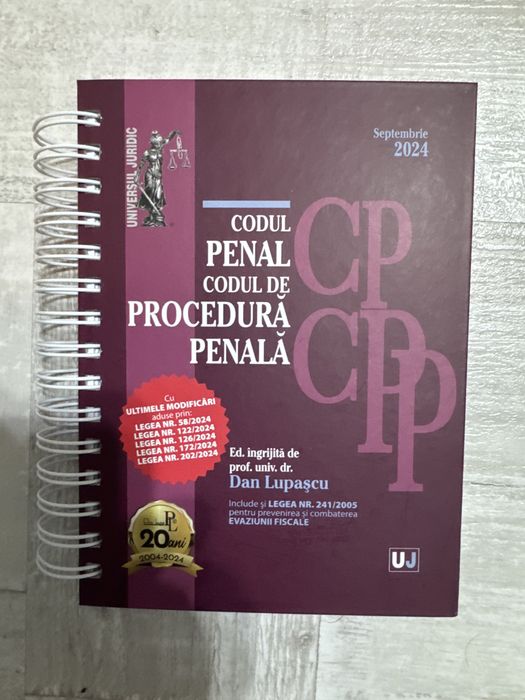 UNIVERSUL JURIDIC
Septembrie
2024
CODUL
PENAL
CODUL DE
PROCEDURĂ
PENALĂ
CP
CPP
Cu
ULTIMELE MODIFICĂRI
aduse prin:
LEGEA NR. 58/2024
LEGEA NR. 122/2024
LEGEA NR. 126/2024
LEGEA NR. 172/2024
LEGEA NR. 202/2024
Ed. îngrijită de
prof. univ. dr.
Dan Lupaşcu
Include și LEGEA NR. 241/2005
pentru prevenirea și combaterea
EVAZIUNII FISCALE
20 ani
2004-2024
UJ